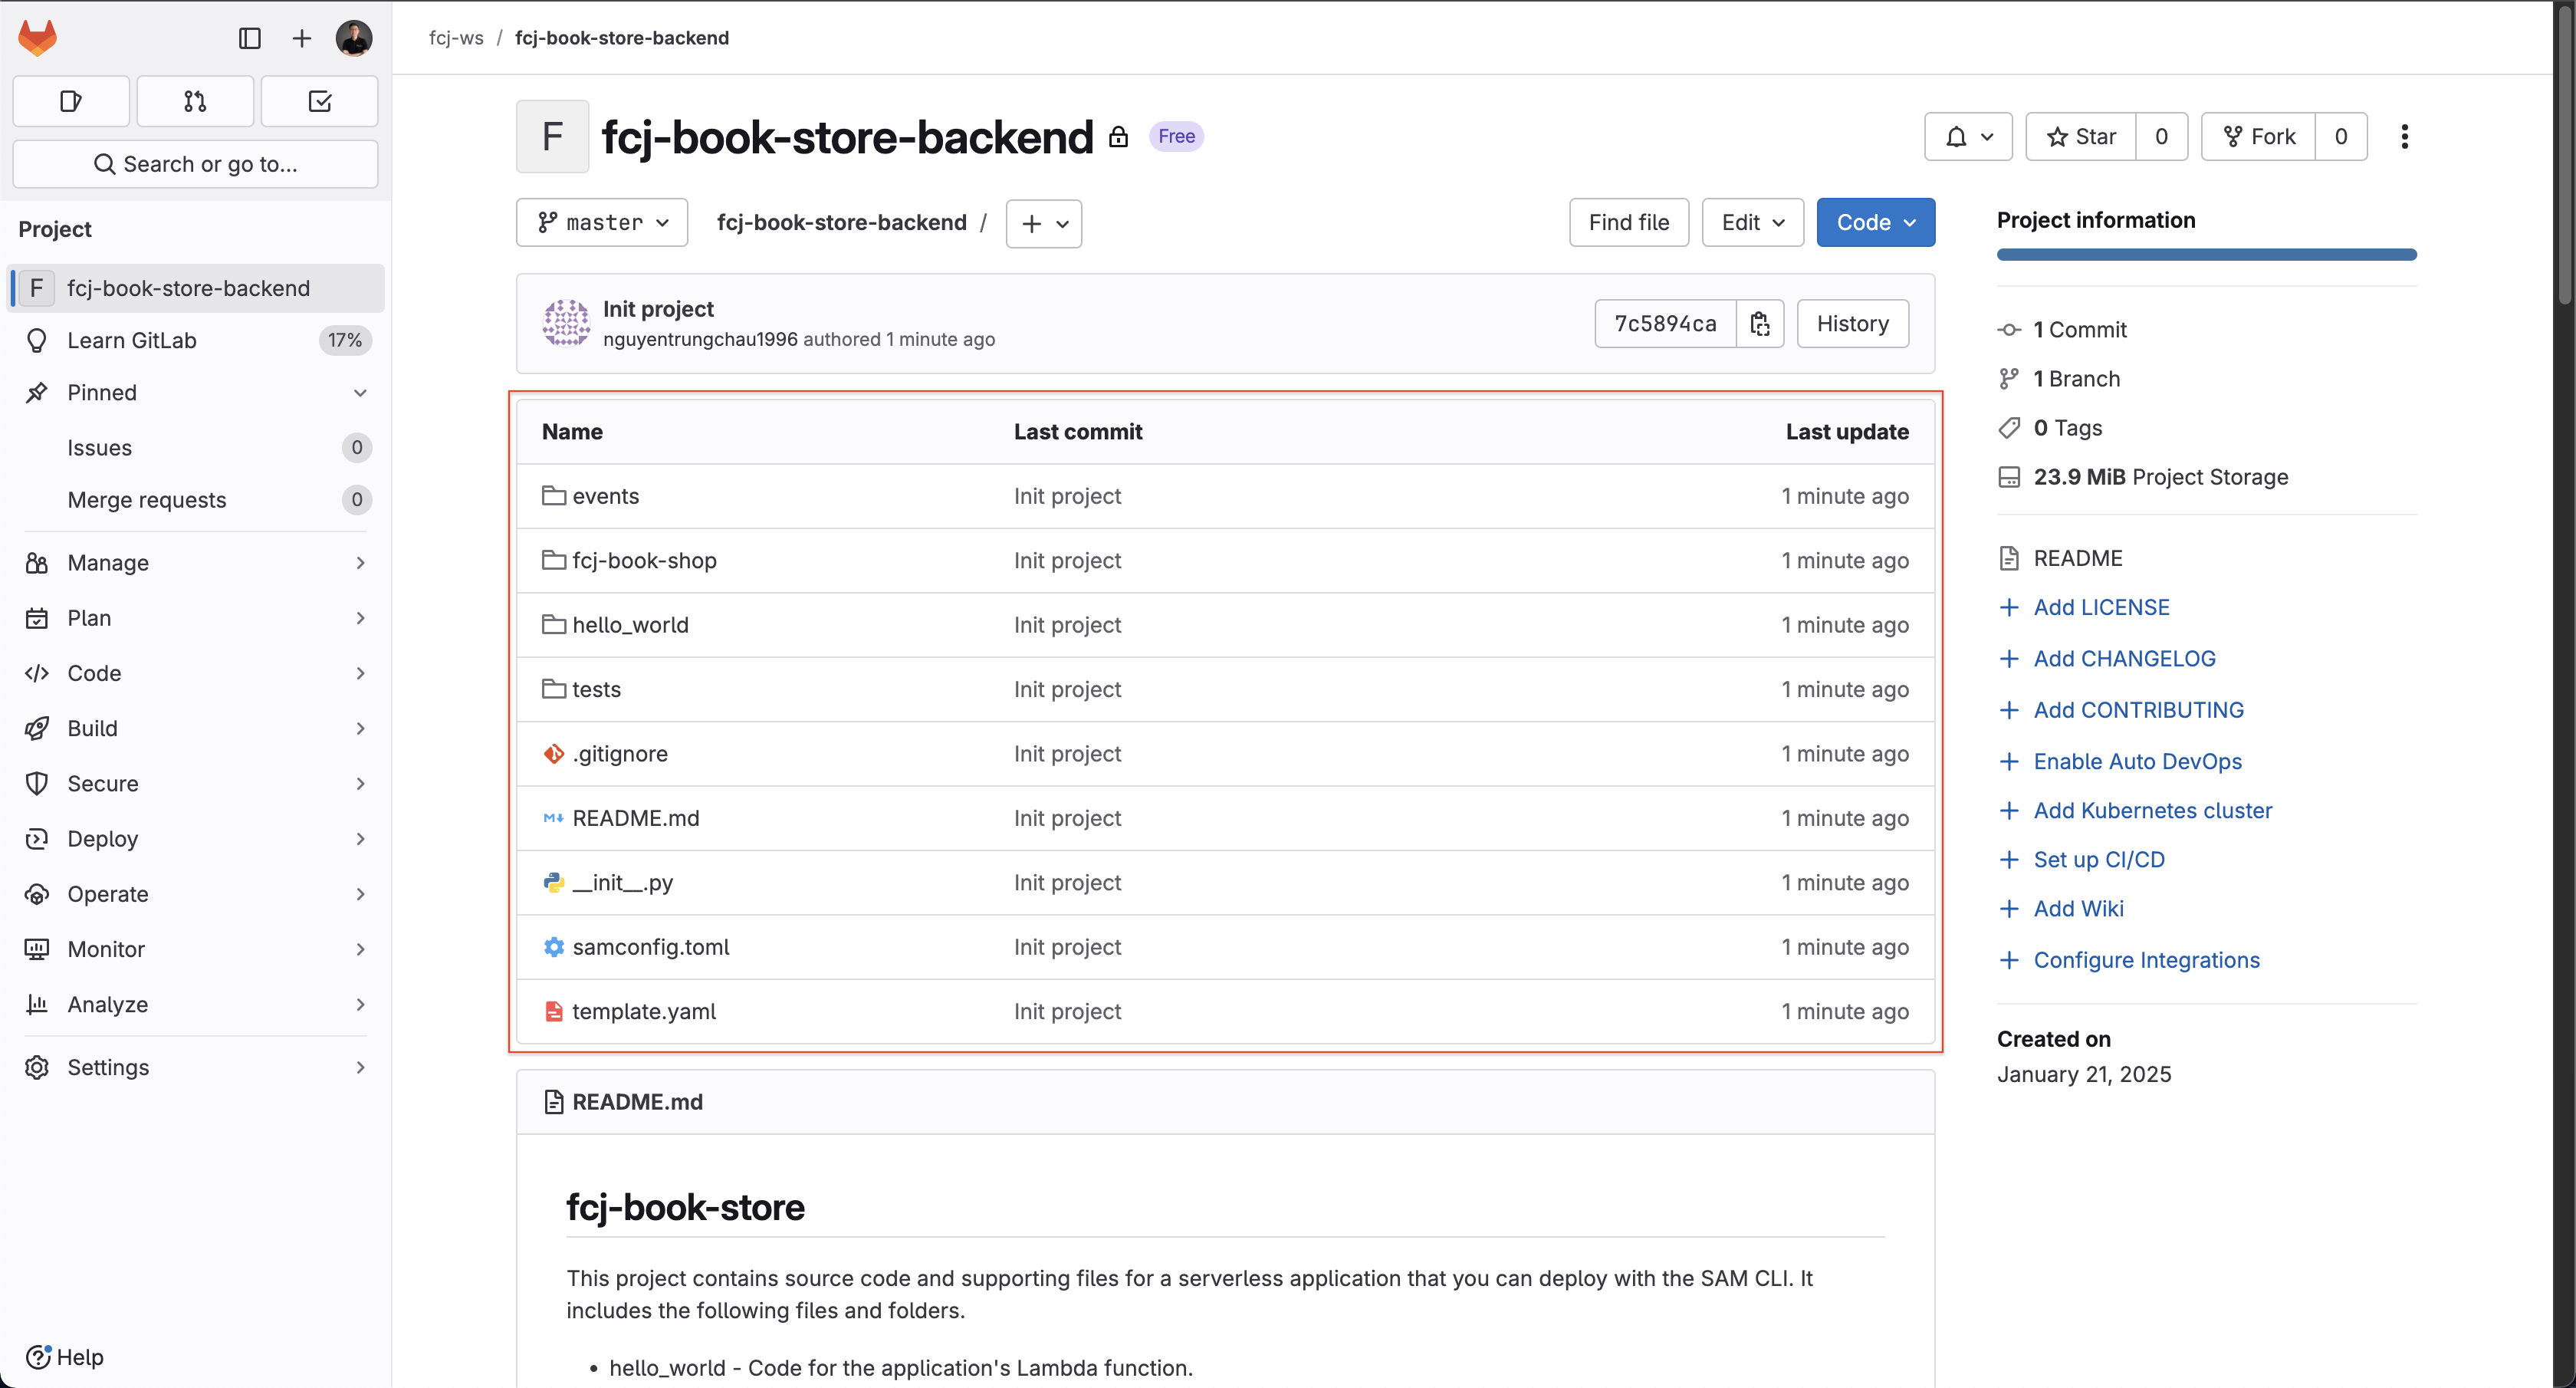 fcj-ws / fcj-book-store-backend
Search or go to...
Project
F fcj-book-store-backend
Learn GitLab 17%
Pinned
Issues 0
Merge requests 0
Manage
Plan
Code
Build
Secure
Deploy
Operate
Monitor
Analyze
Settings
Help
F fcj-book-store-backend Free
Star 0 Fork 0
master fcj-book-store-backend / Find file Edit Code
Init project
nguyentrungchau1996 authored 1 minute ago
7c5894ca History
Name Last commit Last update
events Init project 1 minute ago
fcj-book-shop Init project 1 minute ago
hello_world Init project 1 minute ago
tests Init project 1 minute ago
.gitignore Init project 1 minute ago
README.md Init project 1 minute ago
__init__.py Init project 1 minute ago
samconfig.toml Init project 1 minute ago
template.yaml Init project 1 minute ago
README.md
fcj-book-store
This project contains source code and supporting files for a serverless application that you can deploy with the SAM CLI. It
includes the following files and folders.
• hello_world - Code for the application's Lambda function.
Project information
1 Commit
1 Branch
0 Tags
23.9 MiB Project Storage
README
Add LICENSE
Add CHANGELOG
Add CONTRIBUTING
Enable Auto DevOps
Add Kubernetes cluster
Set up CI/CD
Add Wiki
Configure Integrations
Created on
January 21, 2025